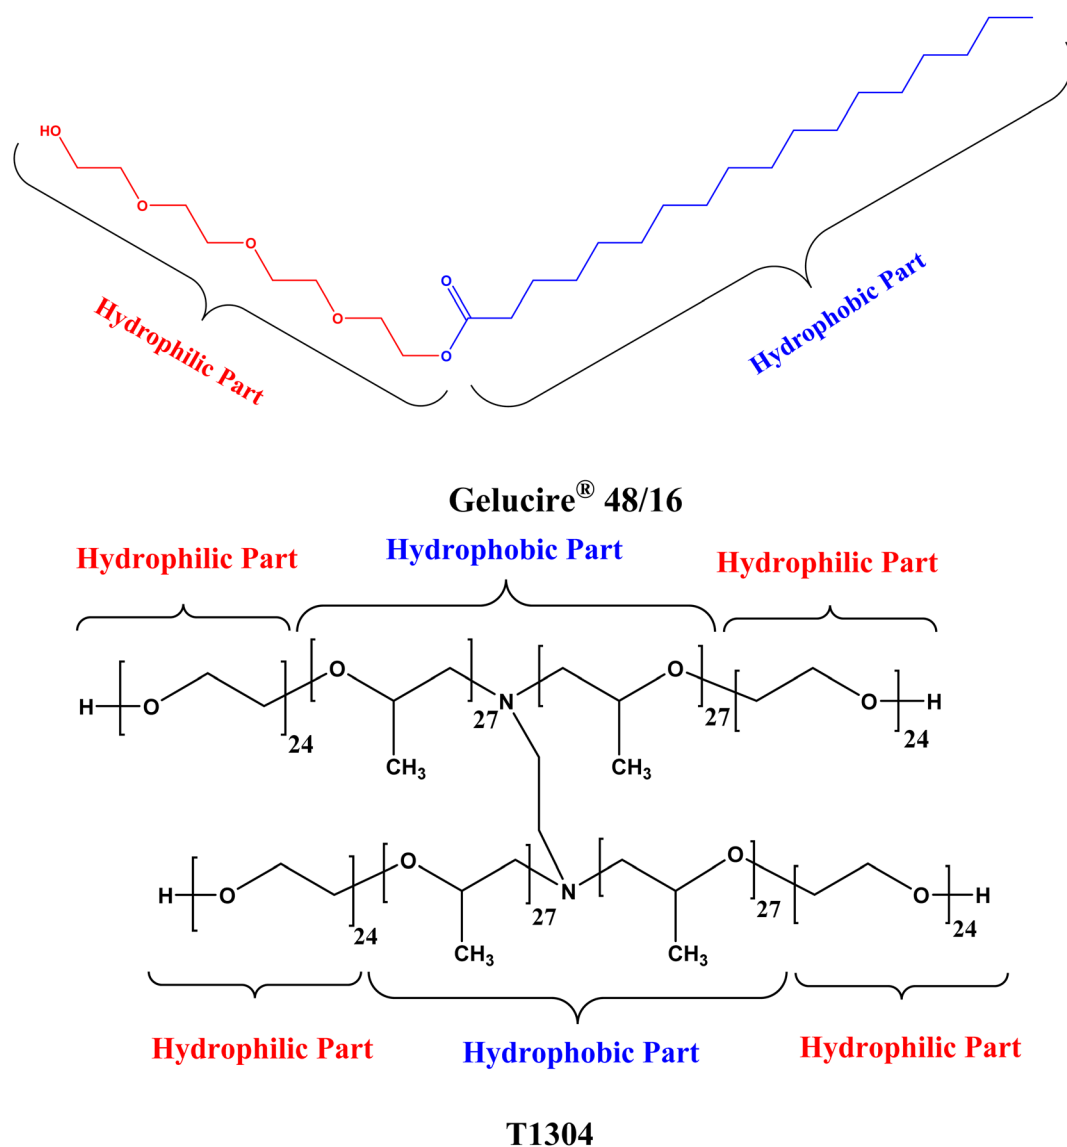 HO
O
O
O
O
O
Hydrophilic Part
Hydrophobic Part
Gelucire® 48/16
Hydrophilic Part
Hydrophobic Part
Hydrophilic Part
H
O
24
O
CH3
27
N
CH3
O
27
O
24
H
H
O
24
O
CH3
27
N
CH3
O
27
O
24
H
Hydrophilic Part
Hydrophobic Part
Hydrophilic Part
T1304